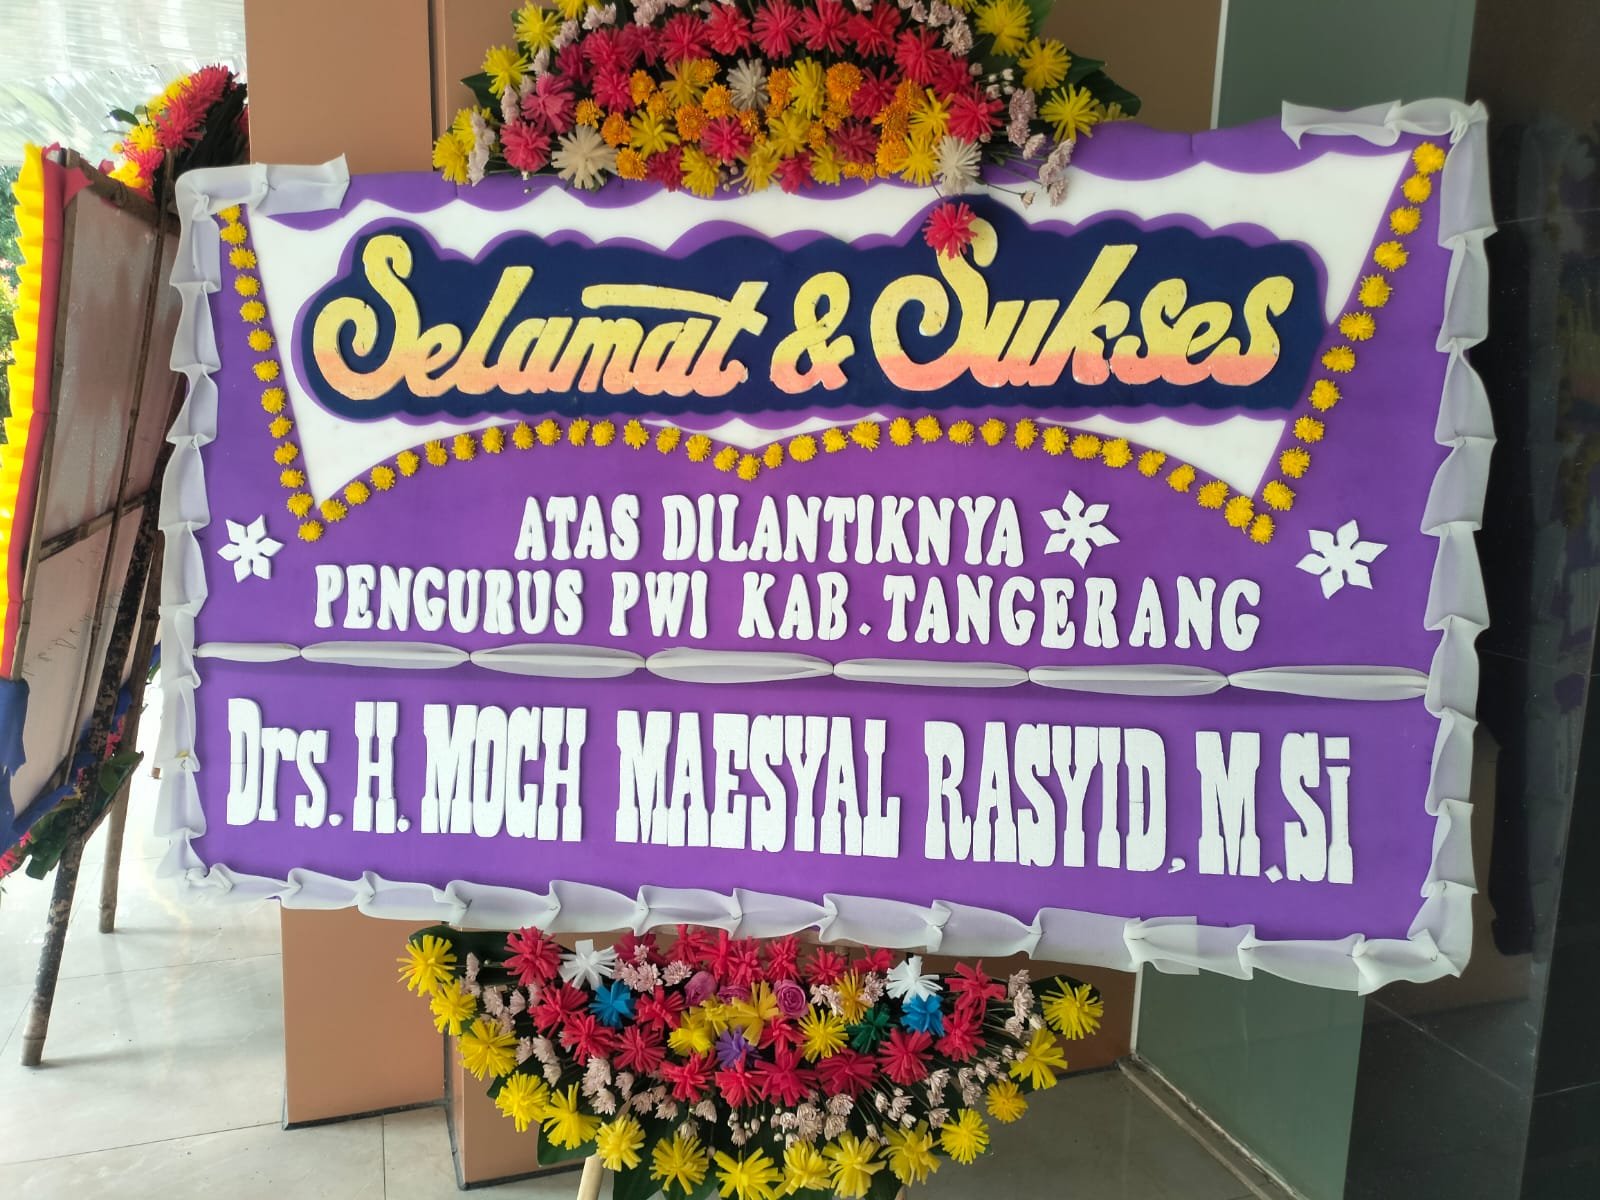 Selamat & Sukses
ATAS DILANTIKNYA
PENGURUS PWI KAB. TANGERANG
Drs. H. MOCH MAESYAL RASYID, M.Si